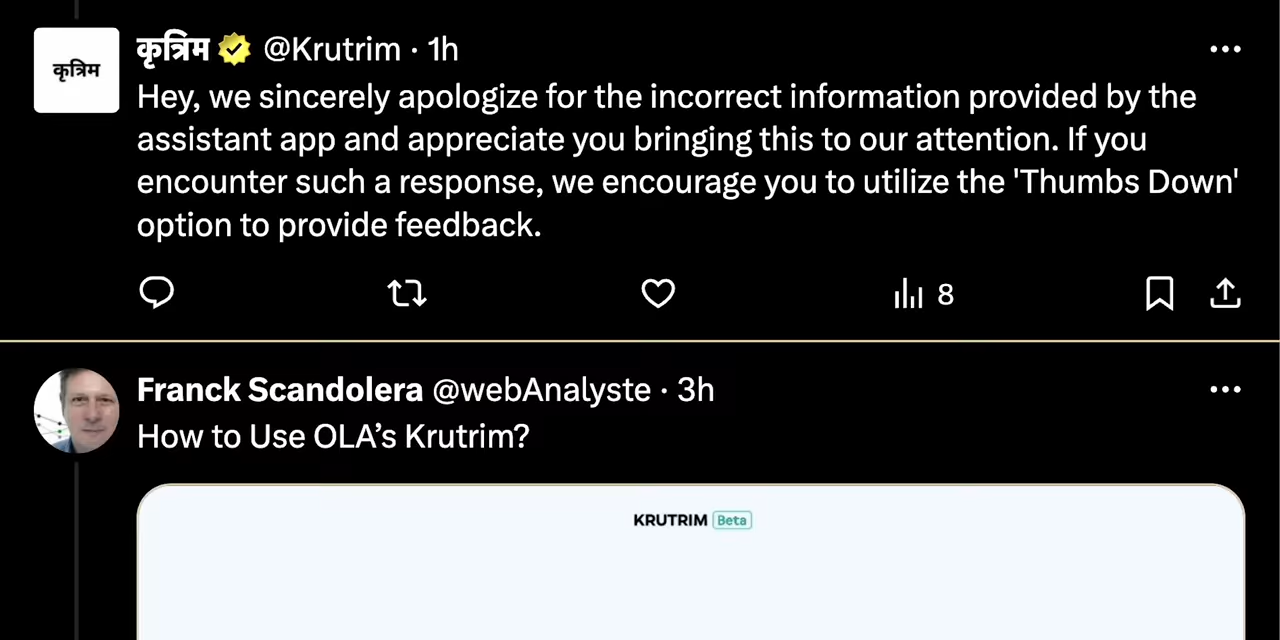 कृत्रिम
कृत्रिम @Krutrim · 1h
Hey, we sincerely apologize for the incorrect information provided by the
assistant app and appreciate you bringing this to our attention. If you
encounter such a response, we encourage you to utilize the 'Thumbs Down'
option to provide feedback.
8
Franck Scandolera @webAnalyste · 3h
How to Use OLA’s Krutrim?
KRUTRIM Beta